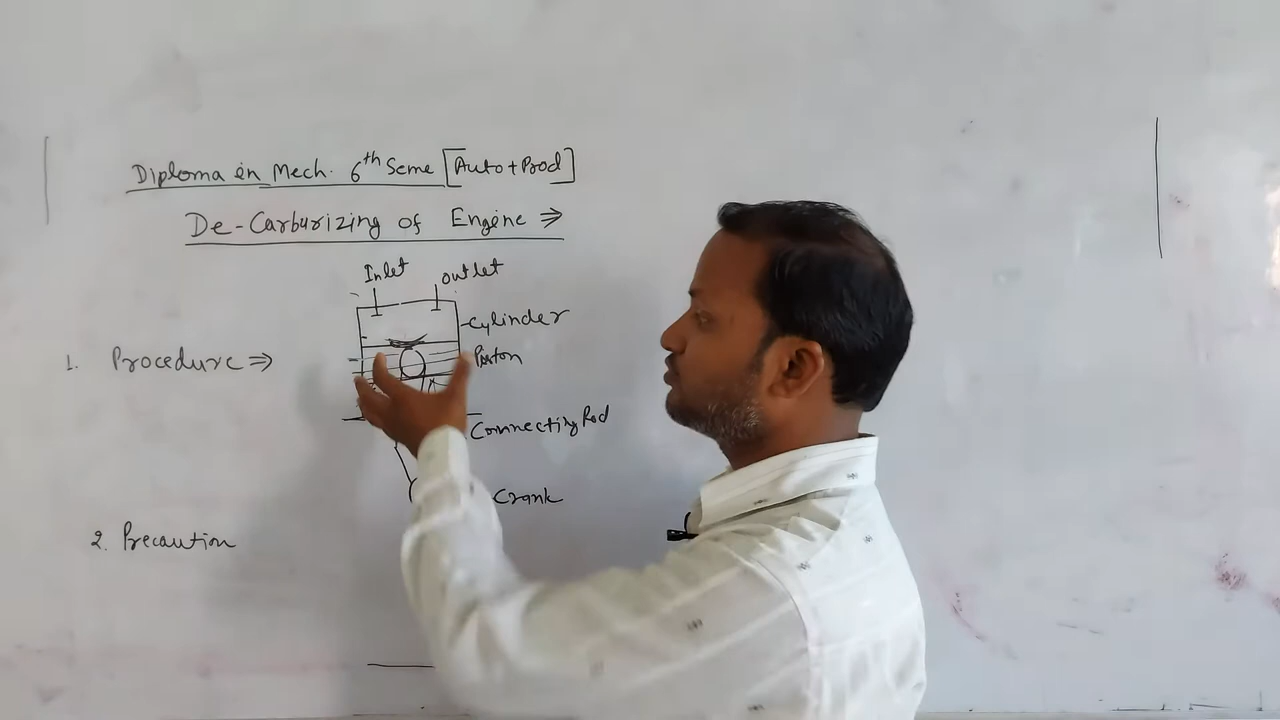 Diploma in Mech. 6th Seme [Auto+Prod]
De-Carburizing of Engine ⇒
Inlet
outlet
Cylinder
Piston
1. Procedure ⇒
Connecting Rod
Crank
2. Precaution